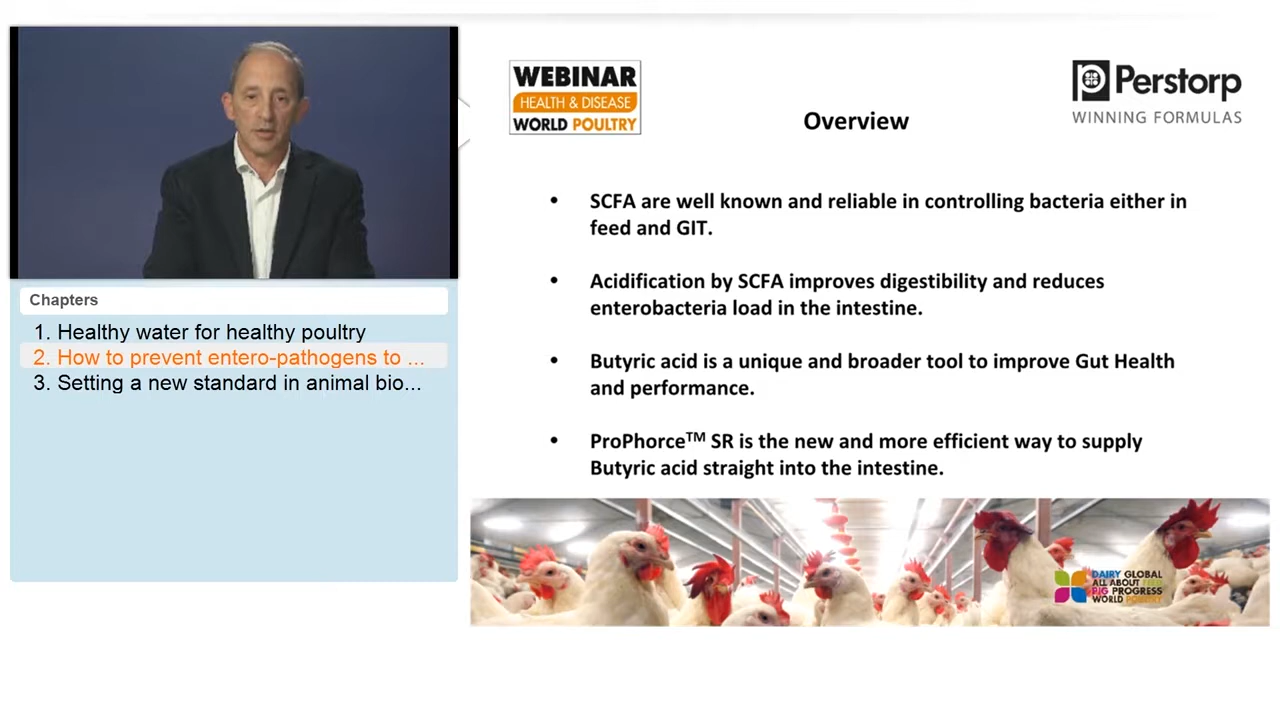 WEBINAR
HEALTH & DISEASE
WORLD POULTRY
Perstorp
WINNING FORMULAS
Overview
• SCFA are well known and reliable in controlling bacteria either in
feed and GIT.
• Acidification by SCFA improves digestibility and reduces
enterobacteria load in the intestine.
• Butyric acid is a unique and broader tool to improve Gut Health
and performance.
• ProPhorce™ SR is the new and more efficient way to supply
Butyric acid straight into the intestine.
Chapters
1. Healthy water for healthy poultry
2. How to prevent entero-pathogens to ...
3. Setting a new standard in animal bio...
DAIRY GLOBAL
ALL ABOUT FEED
PIG PROGRESS
WORLD POULTRY